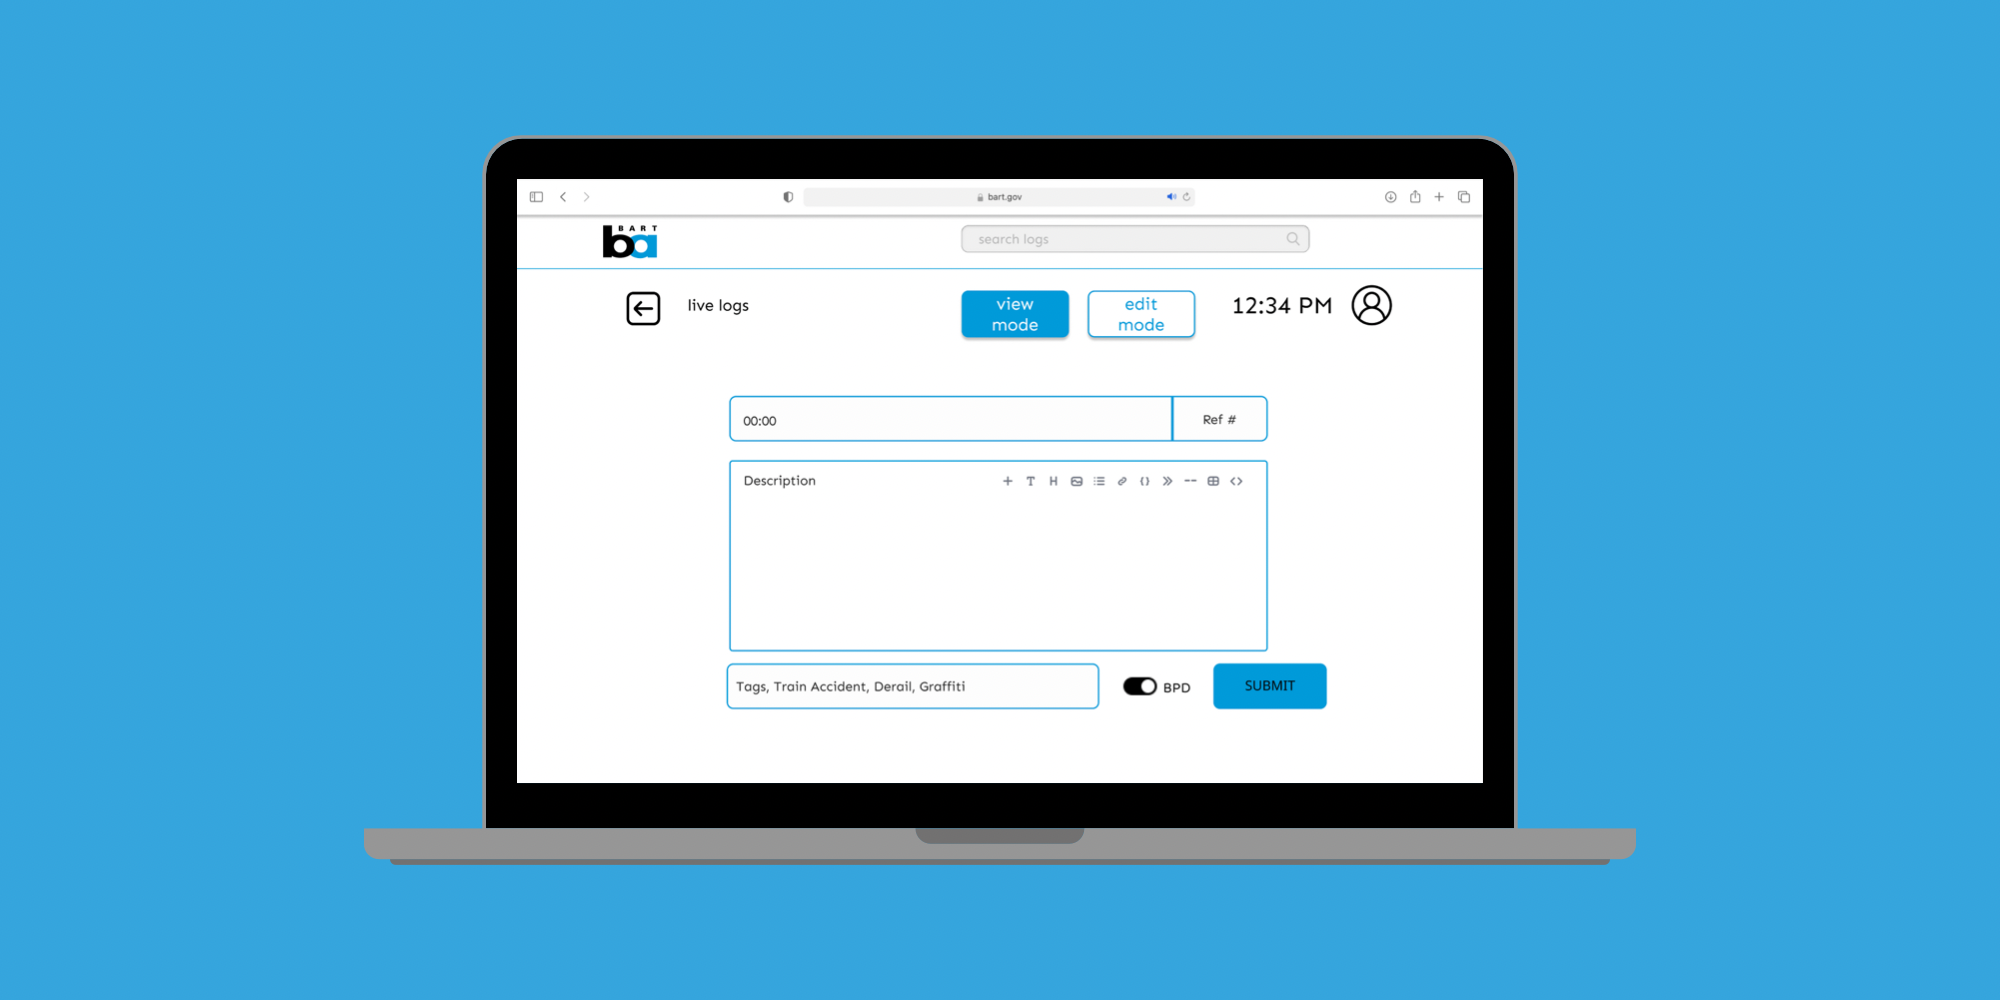 bart.gov
BART
ba
search logs
live logs
view
mode
edit
mode
12:34 PM
00:00
Ref #
Description
T H
Tags, Train Accident, Derail, Graffiti
BPD
SUBMIT